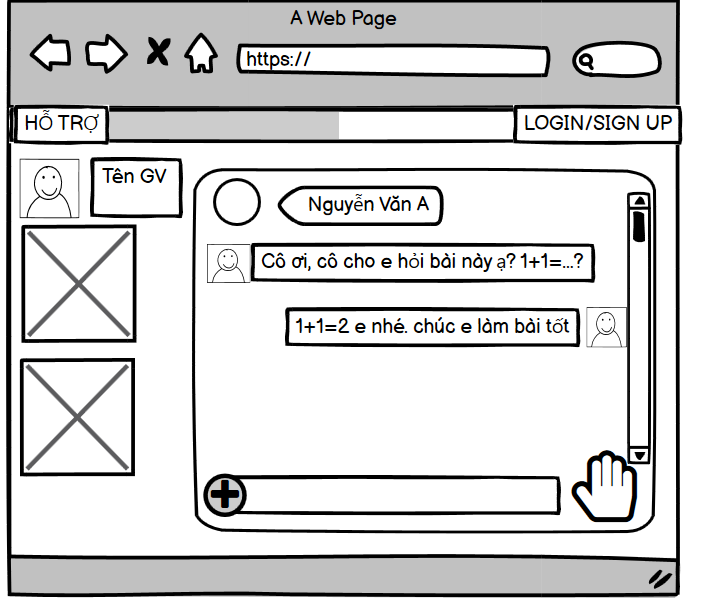 A Web Page
https://
HỖ TRỢ
LOGIN/SIGN UP
Tên GV
Nguyễn Văn A
Cô ơi, cô cho e hỏi bài này ạ? 1+1=...?
1+1=2 e nhé. chúc e làm bài tốt